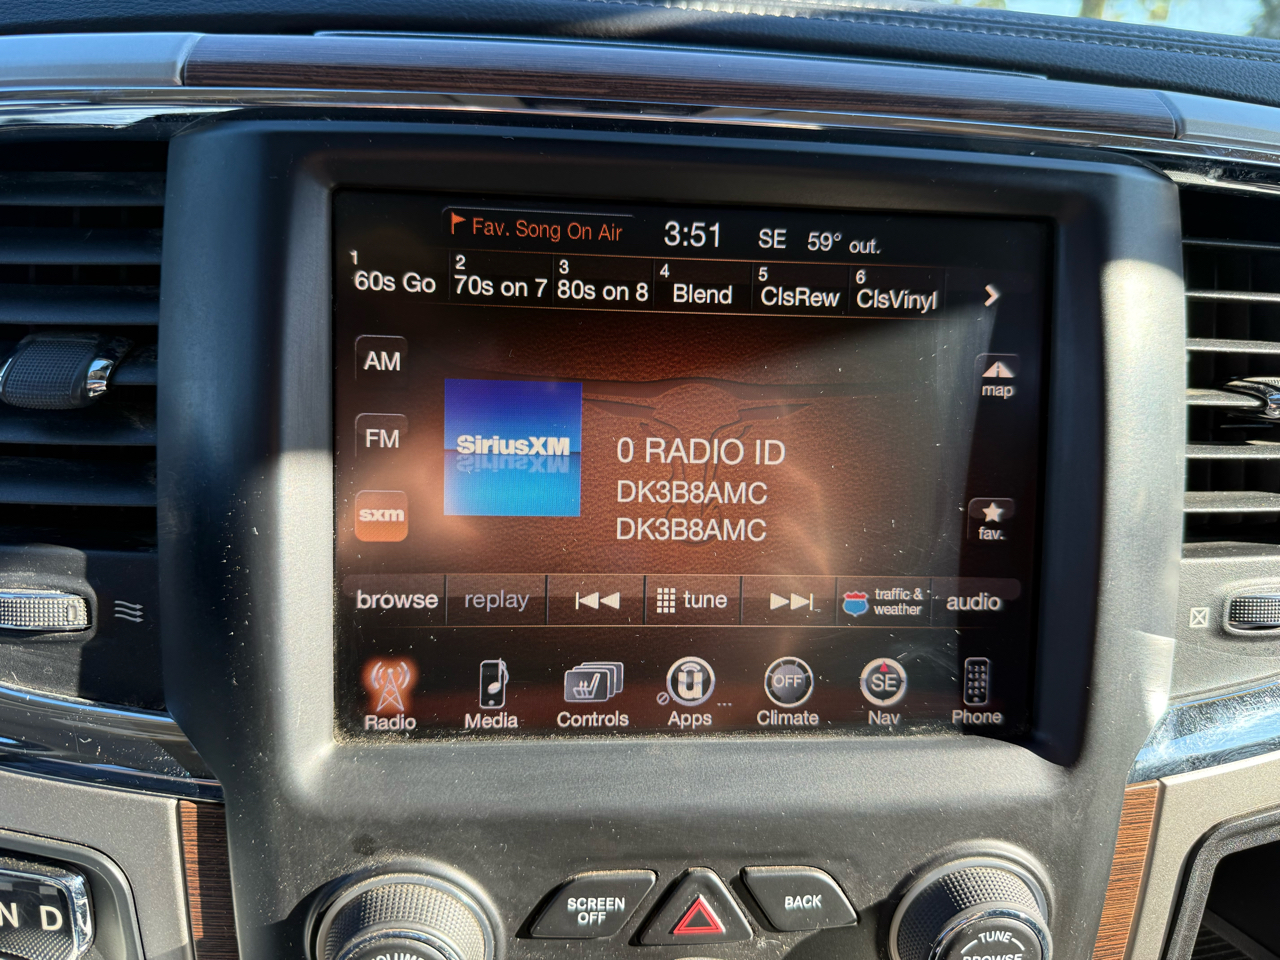 Fav. Song On Air 3:51 SE 59° out.
1 2 3 4 5 6
60s Go 70s on 7 80s on 8 Blend ClsRew ClsVinyl
AM
map
FM
SiriusXM
0 RADIO ID
DK3B8AMC
sxm
DK3B8AMC
fav.
browse replay tune traffic & weather audio
OFF SE
Radio Media Controls Apps Climate Nav Phone
N D
SCREEN OFF
BACK
VOLUME
TUNE
BROWSE